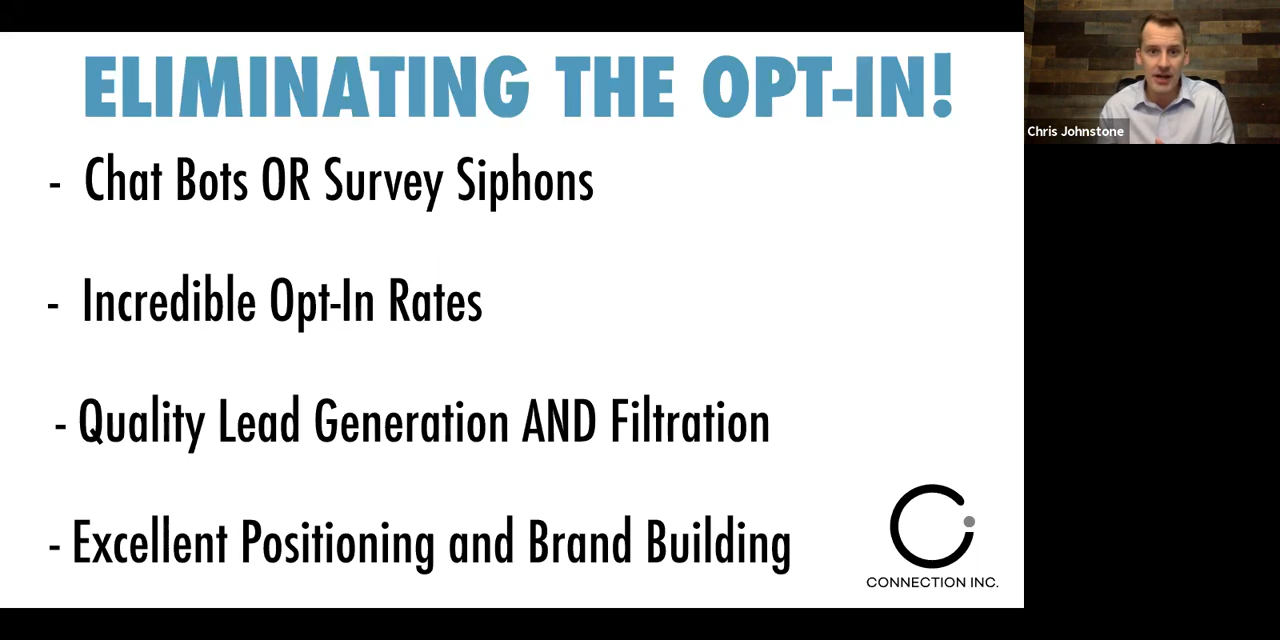 ELIMINATING THE OPT-IN!
- Chat Bots OR Survey Siphons
- Incredible Opt-In Rates
- Quality Lead Generation AND Filtration
- Excellent Positioning and Brand Building
CONNECTION INC.
Chris Johnstone